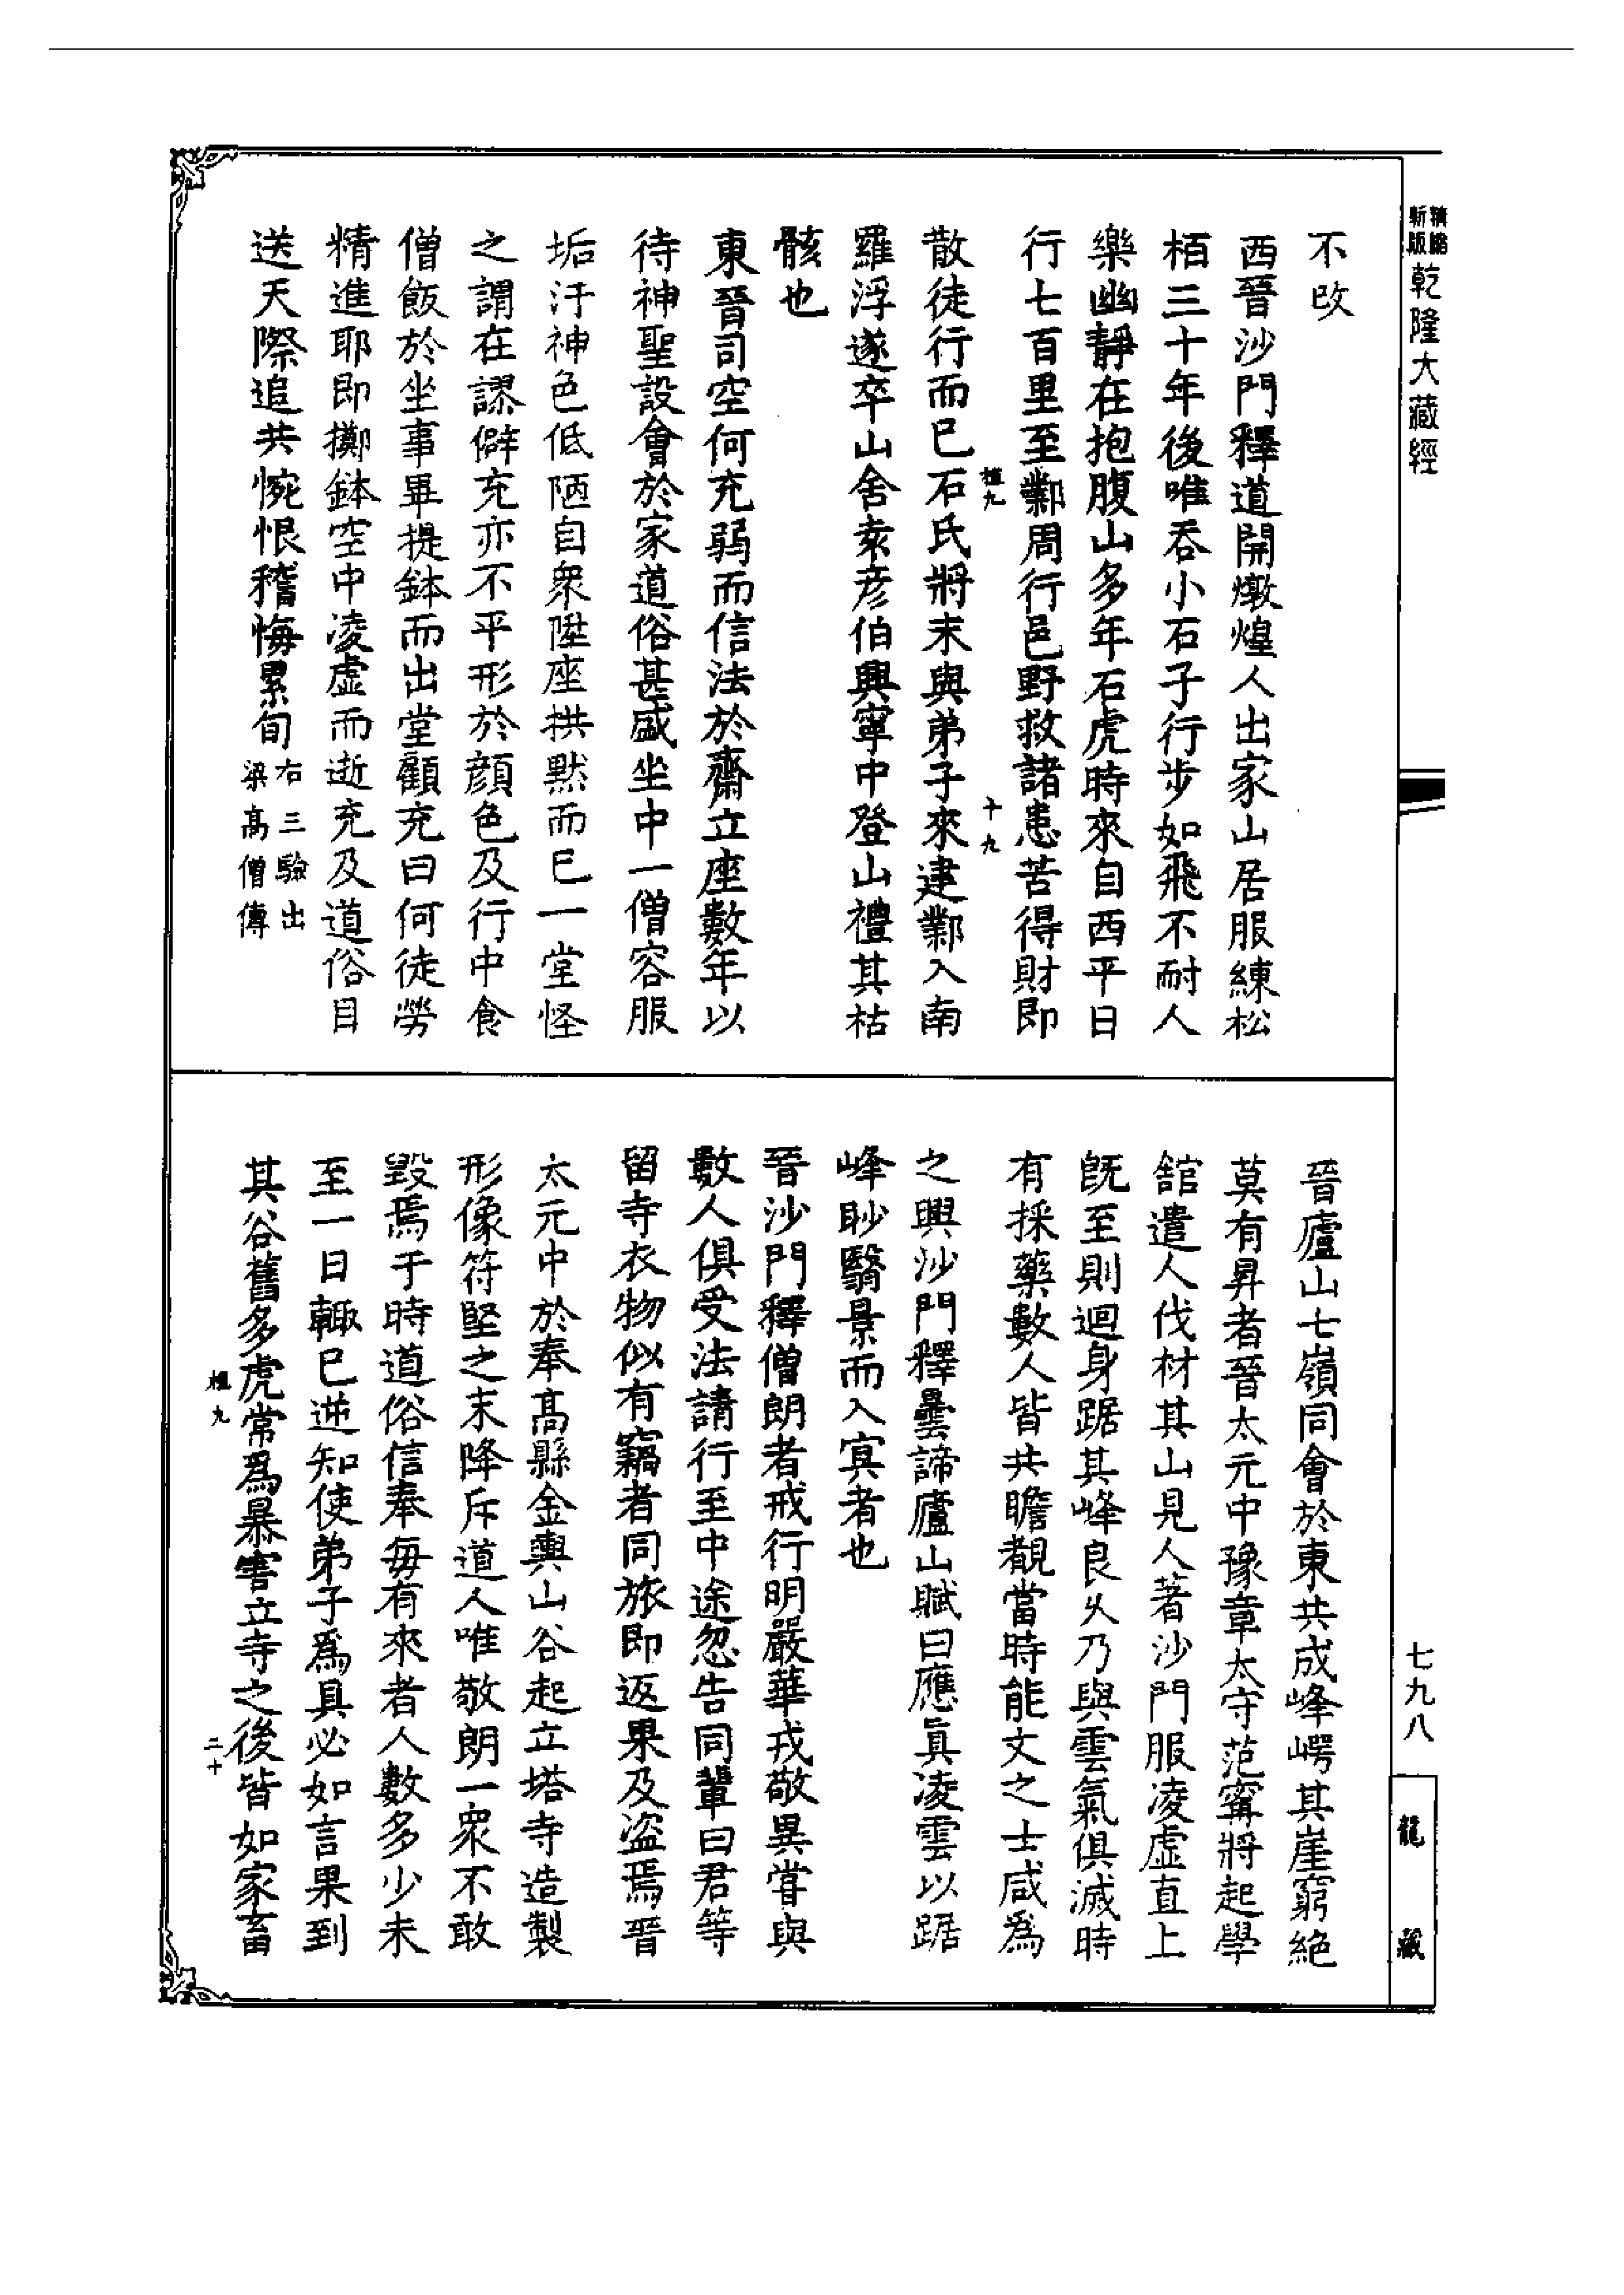 精縮
新版
乾隆大藏經
不改
西晉沙門釋道開燉煌人出家山居服練松
栢三十年後唯吞小石子行步如飛不耐人
樂幽靜在抱腹山多年石虎時來自西平日
行七百里至鄴周行邑野救諸患苦得財即
植九
十九
散徒行而已石氏將末與弟子來建鄴入南
羅浮遂卒山舍袁彥伯興寧中登山禮其枯
骸也
東晉司空何充弱而信法於齋立座數年以
待神聖設會於家道俗甚盛坐中一僧容服
垢汙神色低陋自眾陞座拱默而已一堂怪
之謂在謬僻充亦不平形於顏色及行中食
僧飯於坐事畢提鉢而出堂顧充曰何徒勞
精進耶即擲鉢空中凌虛而逝充及道俗目
送天際追共惋恨稽悔累旬
右三驗出
梁高僧傳
晉廬山七嶺同會於東共成峰崿其崖窮絕
莫有昇者晉太元中豫章太守范甯將起學
舘遣人伐材其山見人著沙門服凌虛直上
旣至則迴身踞其峰良久乃與雲氣俱滅時
有採藥數人皆共瞻覩當時能文之士咸爲
之興沙門釋曇諦廬山賦曰應眞凌雲以踞
峰眇翳景而入冥者也
晉沙門釋僧朗者戒行明嚴華戎敬異嘗與
數人俱受法請行至中途忽告同輩曰君等
留寺衣物似有竊者同旅即返果及盜焉晉
太元中於奉高縣金輿山谷起立塔寺造製
形像符堅之末降斥道人唯敬朗一眾不敢
毀焉于時道俗信奉每有來者人數多少未
至一日輙已逆知使弟子爲具必如言果到
其谷舊多虎常爲暴害立寺之後皆如家畜
植九
二十
七九八
龍藏